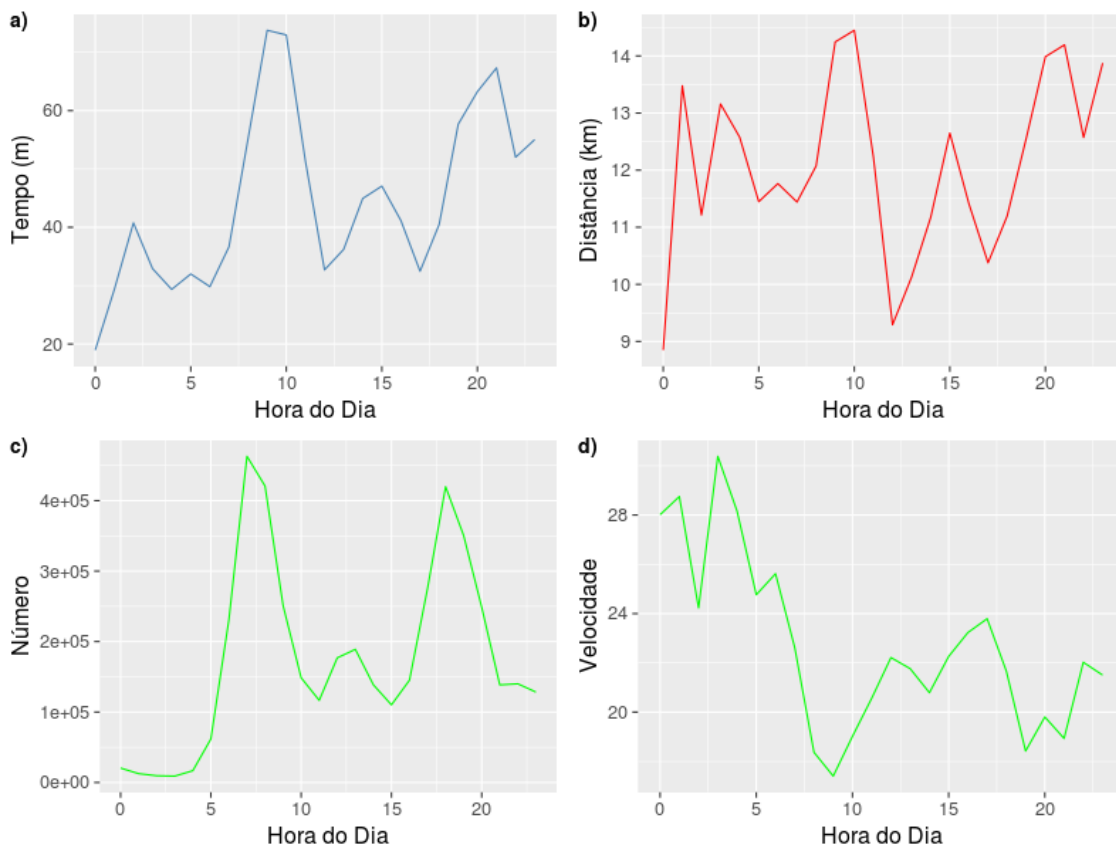 a)
Tempo (m)
60
40
20
0 5 10 15 20
Hora do Dia
b)
Distância (km)
14
13
12
11
10
9
0 5 10 15 20
Hora do Dia
c)
Número
4e+05
3e+05
2e+05
1e+05
0e+00
0 5 10 15 20
Hora do Dia
d)
Velocidade
28
24
20
0 5 10 15 20
Hora do Dia